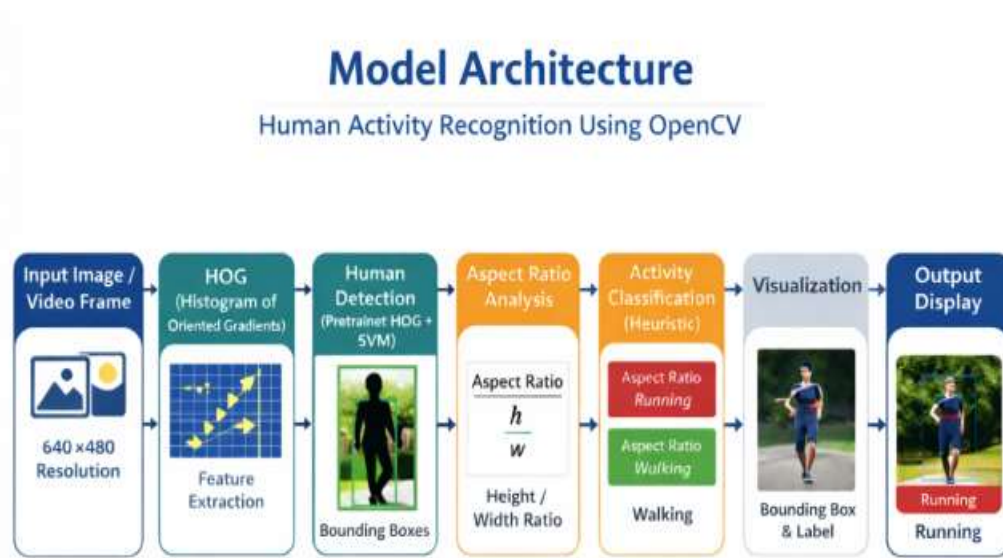 Model Architecture
Human Activity Recognition Using OpenCV
Input Image /
Video Frame
640 ×480
Resolution
HOG
(Histogram of
Oriented Gradients)
Feature
Extraction
Human
Detection
(Pretrainet HOG +
SVM)
Bounding Boxes
Aspect Ratio
Analysis
Aspect Ratio
h
w
Height /
Width Ratio
Activity
Classification
(Heuristic)
Aspect Ratio
Running
Aspect Ratio
Walking
Walking
Visualization
Bounding Box
& Label
Output
Display
Running
Running